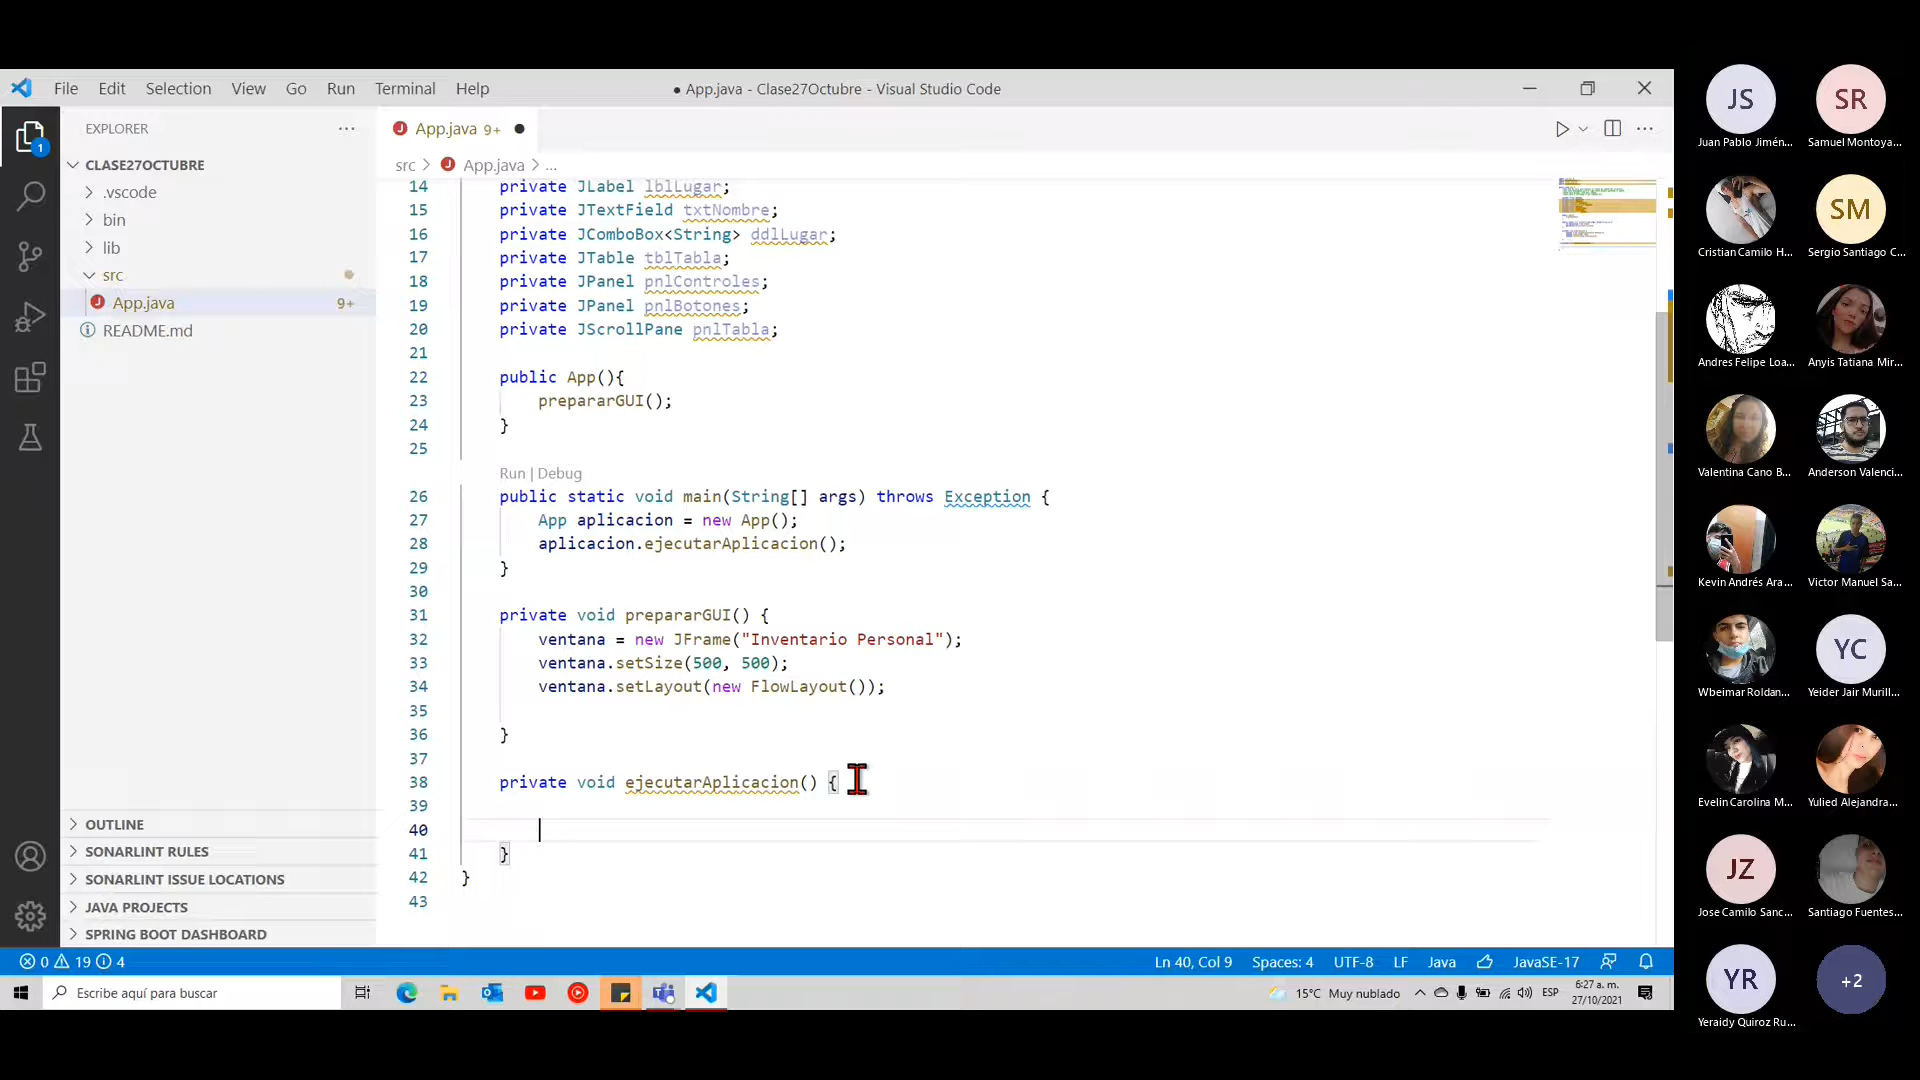 File Edit Selection View Go Run Terminal Help
● App.java - Clase27Octubre - Visual Studio Code
EXPLORER
App.java 9+
CLASE27OCTUBRE
.vscode
bin
lib
src
App.java 9+
README.md
OUTLINE
SONARLINT RULES
SONARLINT ISSUE LOCATIONS
JAVA PROJECTS
SPRING BOOT DASHBOARD
1
src > App.java > ...
14 private JLabel lblLugar;
15 private JTextField txtNombre;
16 private JComboBox<String> ddlLugar;
17 private JTable tblTabla;
18 private JPanel pnlControles;
19 private JPanel pnlBotones;
20 private JScrollPane pnlTabla;
21
22 public App(){
23 prepararGUI();
24 }
25
Run | Debug
26 public static void main(String[] args) throws Exception {
27 App aplicacion = new App();
28 aplicacion.ejecutarAplicacion();
29 }
30
31 private void prepararGUI() {
32 ventana = new JFrame("Inventario Personal");
33 ventana.setSize(500, 500);
34 ventana.setLayout(new FlowLayout());
35
36 }
37
38 private void ejecutarAplicacion() {
39
40
41 }
42 }
43
0 19 4
Ln 40, Col 9 Spaces: 4 UTF-8 LF Java JavaSE-17
Escribe aquí para buscar
15°C Muy nublado
ESP
6:27 a. m.
27/10/2021
JS SR
Juan Pablo Jimén... Samuel Montoya...
SM
Cristian Camilo H... Sergio Santiago C...
Andres Felipe Loa... Anyis Tatiana Mir...
Valentina Cano B... Anderson Valenci...
Kevin Andrés Ara... Victor Manuel Sa...
YC
Wbeimar Roldan... Yeider Jair Murill...
Evelin Carolina M... Yulied Alejandra...
JZ
Jose Camilo Sanc... Santiago Fuentes...
YR +2
Yeraidy Quiroz Ru...